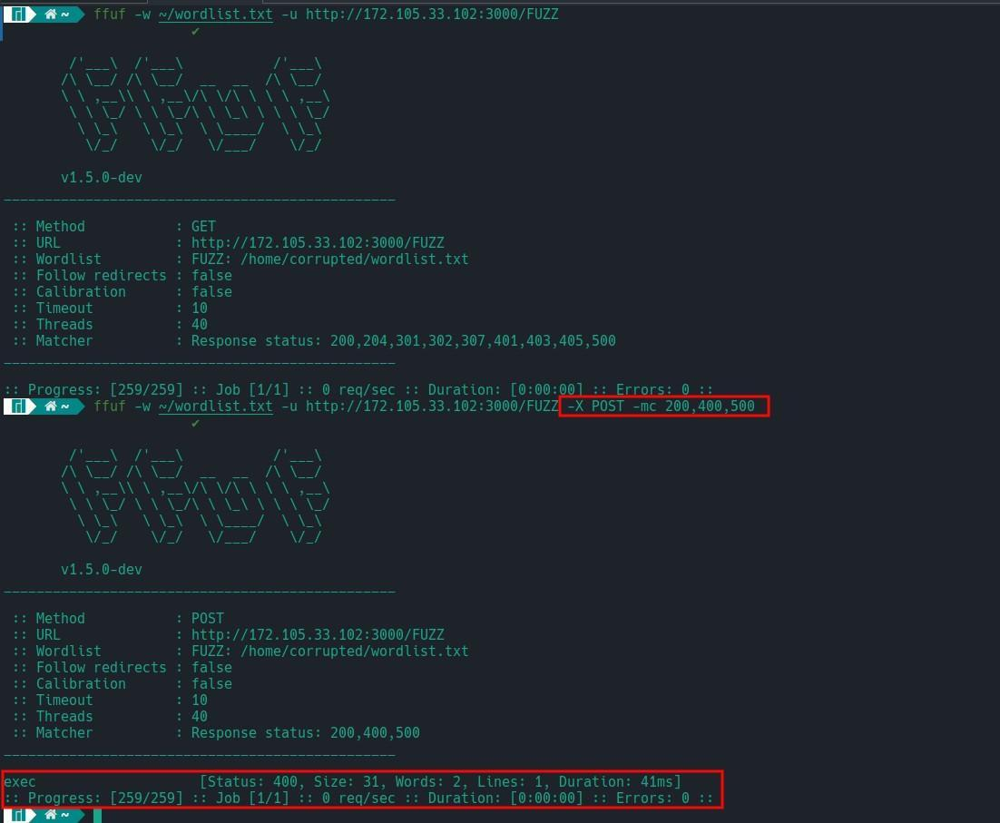 ~ ffuf -w ~/wordlist.txt -u http://172.105.33.102:3000/FUZZ
✔
        /'___\  /'___\           /'___\
       /\ \__/ /\ \__/  __  __  /\ \__/
       \ \ ,__\\ \ ,__\/\ \/\ \ \ \ ,__\
        \ \ \_/ \ \ \_/\ \ \_\ \ \ \ \_/
         \ \_\   \ \_\  \ \____/  \ \_\
          \/_/    \/_/   \/___/    \/_/
v1.5.0-dev
________________________________________________
:: Method : GET
:: URL : http://172.105.33.102:3000/FUZZ
:: Wordlist : FUZZ: /home/corrupted/wordlist.txt
:: Follow redirects : false
:: Calibration : false
:: Timeout : 10
:: Threads : 40
:: Matcher : Response status: 200,204,301,302,307,401,403,405,500
________________________________________________
:: Progress: [259/259] :: Job [1/1] :: 0 req/sec :: Duration: [0:00:00] :: Errors: 0 ::
~ ffuf -w ~/wordlist.txt -u http://172.105.33.102:3000/FUZZ -X POST -mc 200,400,500
✔
        /'___\  /'___\           /'___\
       /\ \__/ /\ \__/  __  __  /\ \__/
       \ \ ,__\\ \ ,__\/\ \/\ \ \ \ ,__\
        \ \ \_/ \ \ \_/\ \ \_\ \ \ \ \_/
         \ \_\   \ \_\  \ \____/  \ \_\
          \/_/    \/_/   \/___/    \/_/
v1.5.0-dev
________________________________________________
:: Method : POST
:: URL : http://172.105.33.102:3000/FUZZ
:: Wordlist : FUZZ: /home/corrupted/wordlist.txt
:: Follow redirects : false
:: Calibration : false
:: Timeout : 10
:: Threads : 40
:: Matcher : Response status: 200,400,500
________________________________________________
exec [Status: 400, Size: 31, Words: 2, Lines: 1, Duration: 41ms]
:: Progress: [259/259] :: Job [1/1] :: 0 req/sec :: Duration: [0:00:00] :: Errors: 0 ::
~